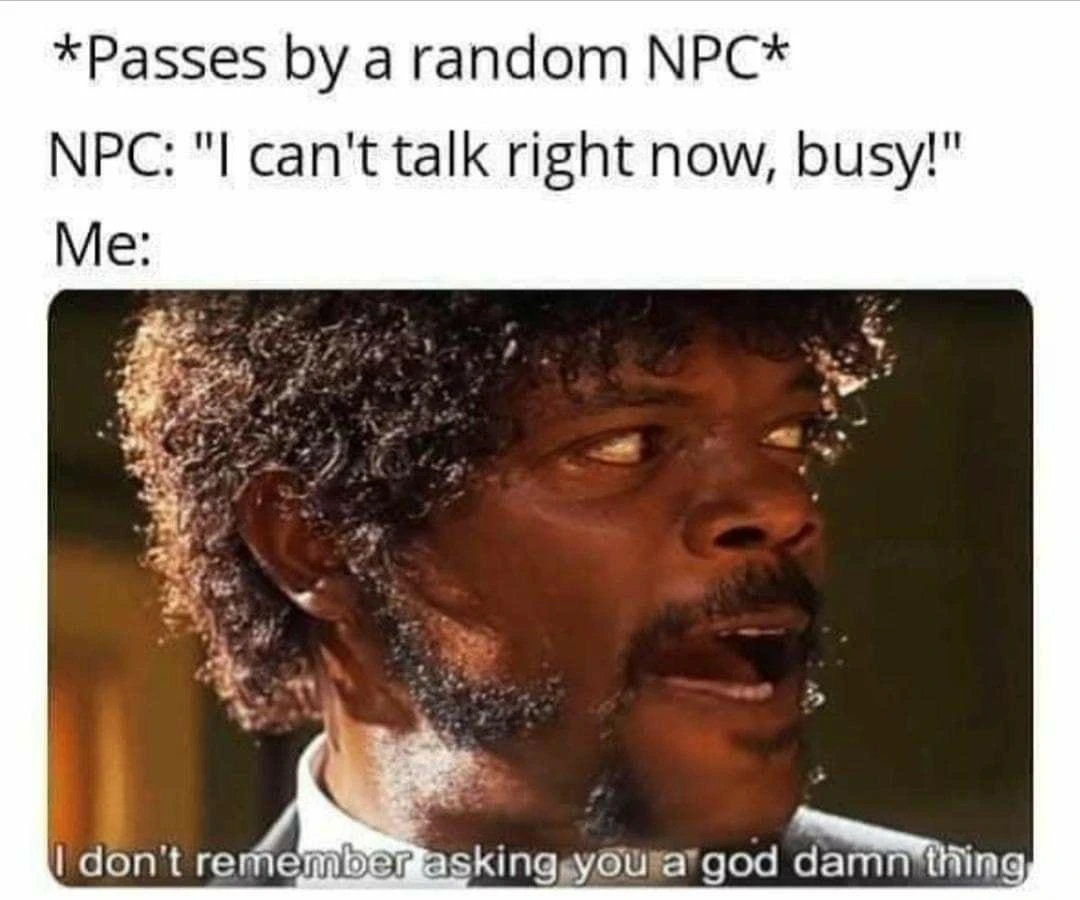 *Passes by a random NPC*
NPC: "I can't talk right now, busy!"
Me:
I don't remember asking you a god damn thing